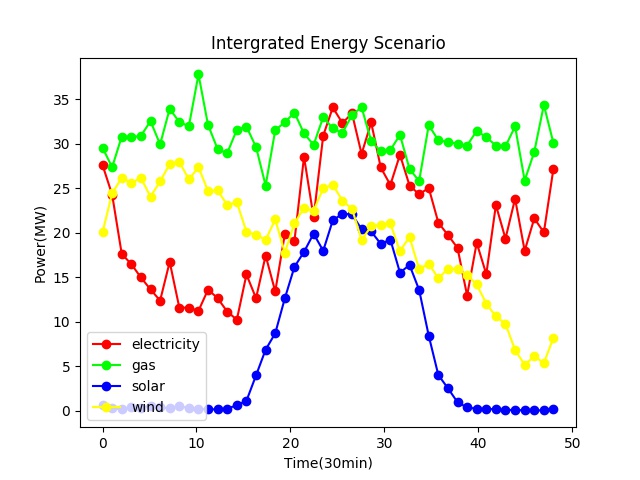 Intergrated Energy Scenario
Power(MW)
35
30
25
20
15
10
5
0
electricity
gas
solar
wind
0 10 20 30 40 50
Time(30min)